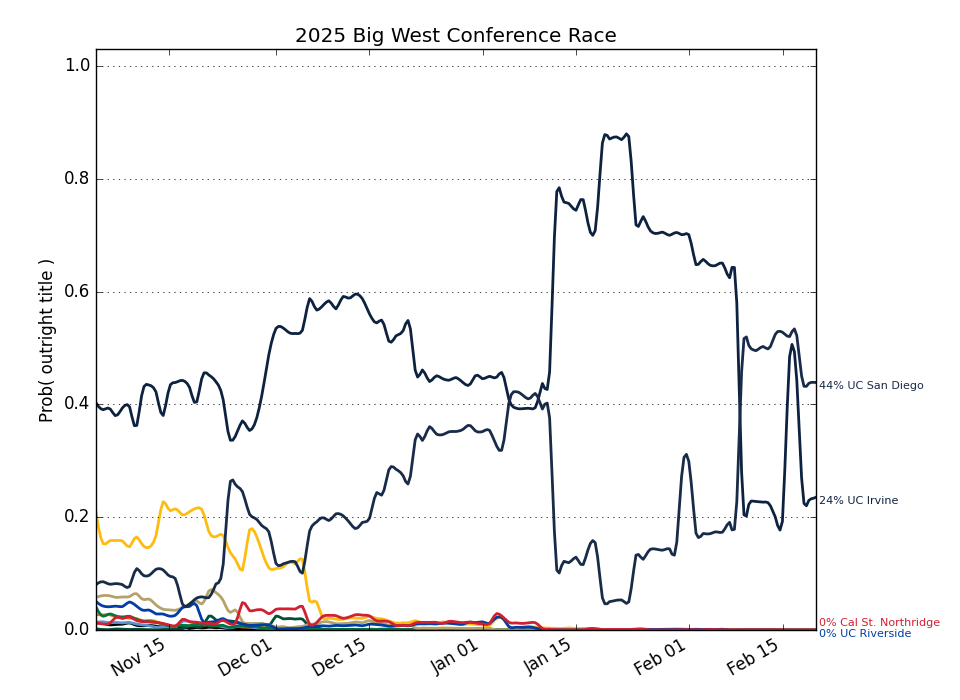 2025 Big West Conference Race
Prob( outright title )
1.0
0.8
0.6
0.4
0.2
0.0
44% UC San Diego
24% UC Irvine
0% Cal St. Northridge
0% UC Riverside
Nov 15
Dec 01
Dec 15
Jan 01
Jan 15
Feb 01
Feb 15